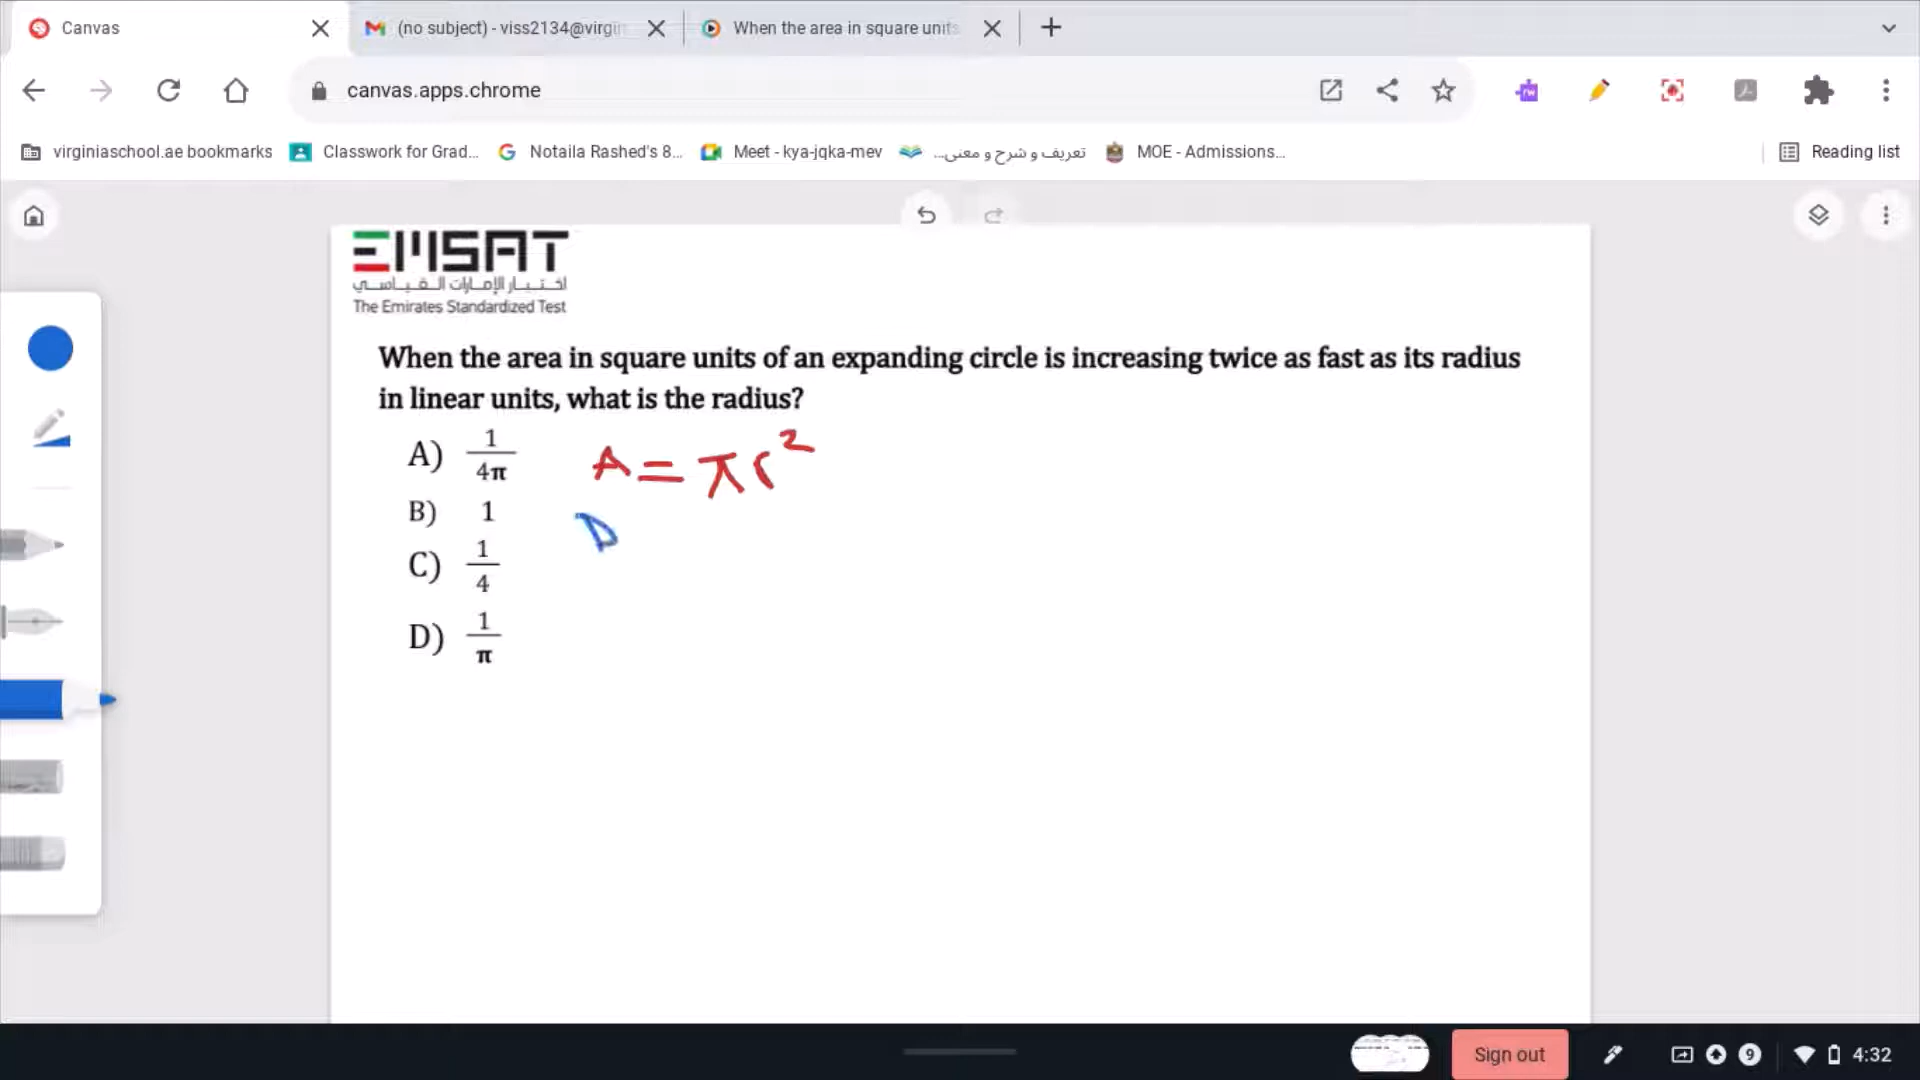 Canvas
(no subject) - viss2134@virgin
When the area in square units
canvas.apps.chrome
virginiaschool.ae bookmarks
Classwork for Grad...
Notaila Rashed's 8...
Meet - kya-jqka-mev
تعريف و شرح و معنى...
MOE - Admissions...
Reading list
EMSAT
اختبار الإمارات القياسي
The Emirates Standardized Test
When the area in square units of an expanding circle is increasing twice as fast as its radius
in linear units, what is the radius?
A) 1/4π
A = πr²
B) 1
D
C) 1/4
D) 1/π
Sign out
9
4:32